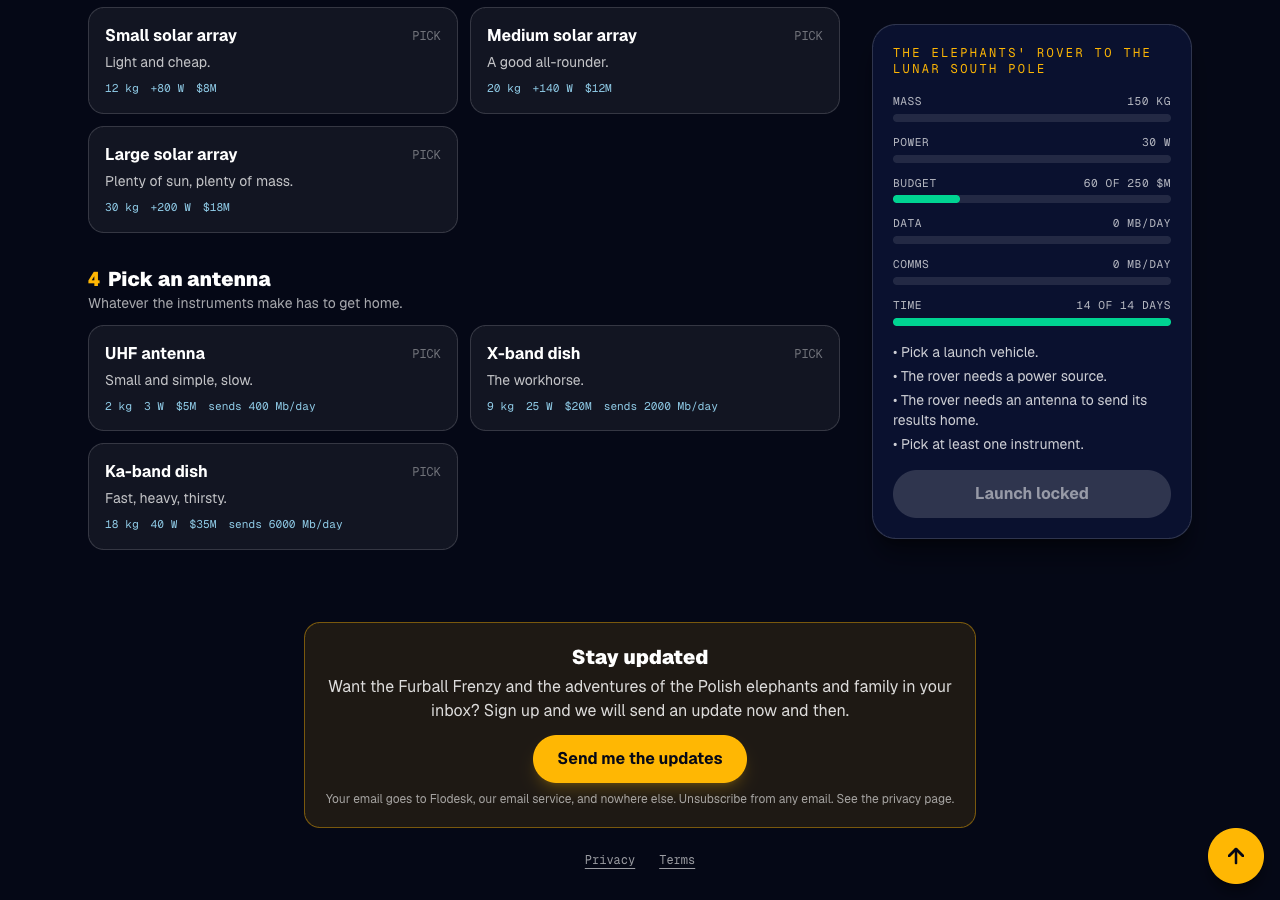 Small solar array
PICK
Light and cheap.
12 kg +80 W $8M
Medium solar array
PICK
A good all-rounder.
20 kg +140 W $12M
Large solar array
PICK
Plenty of sun, plenty of mass.
30 kg +200 W $18M
4 Pick an antenna
Whatever the instruments make has to get home.
UHF antenna
PICK
Small and simple, slow.
2 kg 3 W $5M sends 400 Mb/day
X-band dish
PICK
The workhorse.
9 kg 25 W $20M sends 2000 Mb/day
Ka-band dish
PICK
Fast, heavy, thirsty.
18 kg 40 W $35M sends 6000 Mb/day
THE ELEPHANTS' ROVER TO THE
LUNAR SOUTH POLE
MASS 150 KG
POWER 30 W
BUDGET 60 OF 250 $M
DATA 0 MB/DAY
COMMS 0 MB/DAY
TIME 14 OF 14 DAYS
• Pick a launch vehicle.
• The rover needs a power source.
• The rover needs an antenna to send its
results home.
• Pick at least one instrument.
Launch locked
Stay updated
Want the Furball Frenzy and the adventures of the Polish elephants and family in your
inbox? Sign up and we will send an update now and then.
Send me the updates
Your email goes to Flodesk, our email service, and nowhere else. Unsubscribe from any email. See the privacy page.
Privacy Terms